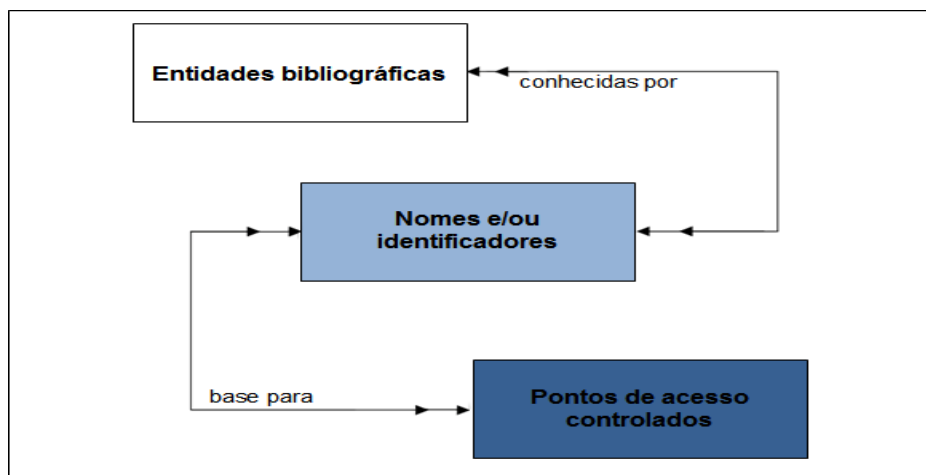 Entidades bibliográficas
conhecidas por
Nomes e/ou
identificadores
base para
Pontos de acesso
controlados